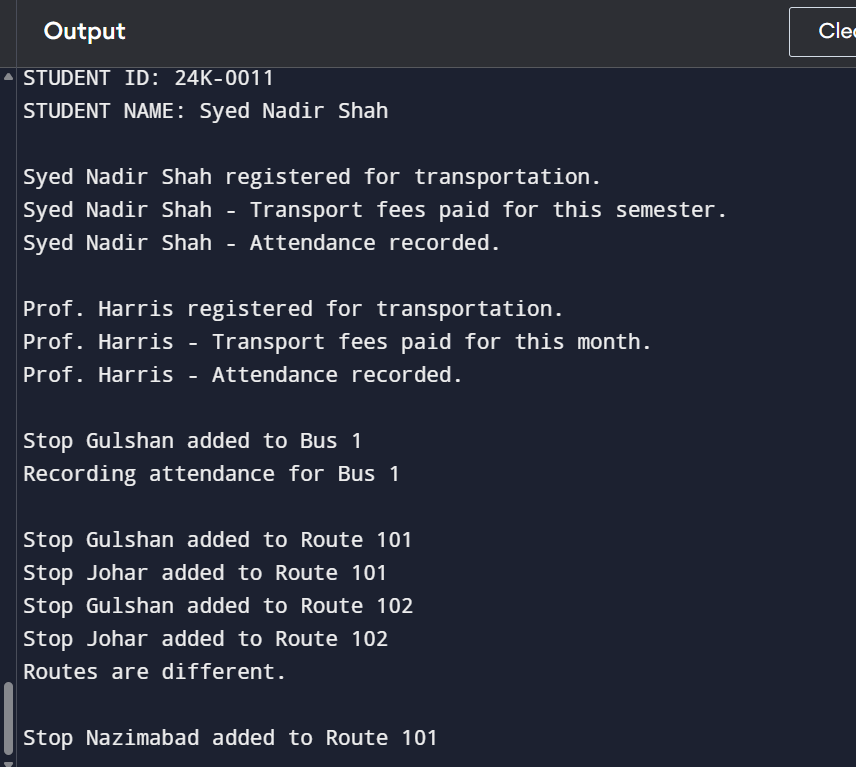 Output
STUDENT ID: 24K-0011
STUDENT NAME: Syed Nadir Shah
Syed Nadir Shah registered for transportation.
Syed Nadir Shah - Transport fees paid for this semester.
Syed Nadir Shah - Attendance recorded.
Prof. Harris registered for transportation.
Prof. Harris - Transport fees paid for this month.
Prof. Harris - Attendance recorded.
Stop Gulshan added to Bus 1
Recording attendance for Bus 1
Stop Gulshan added to Route 101
Stop Johar added to Route 101
Stop Gulshan added to Route 102
Stop Johar added to Route 102
Routes are different.
Stop Nazimabad added to Route 101